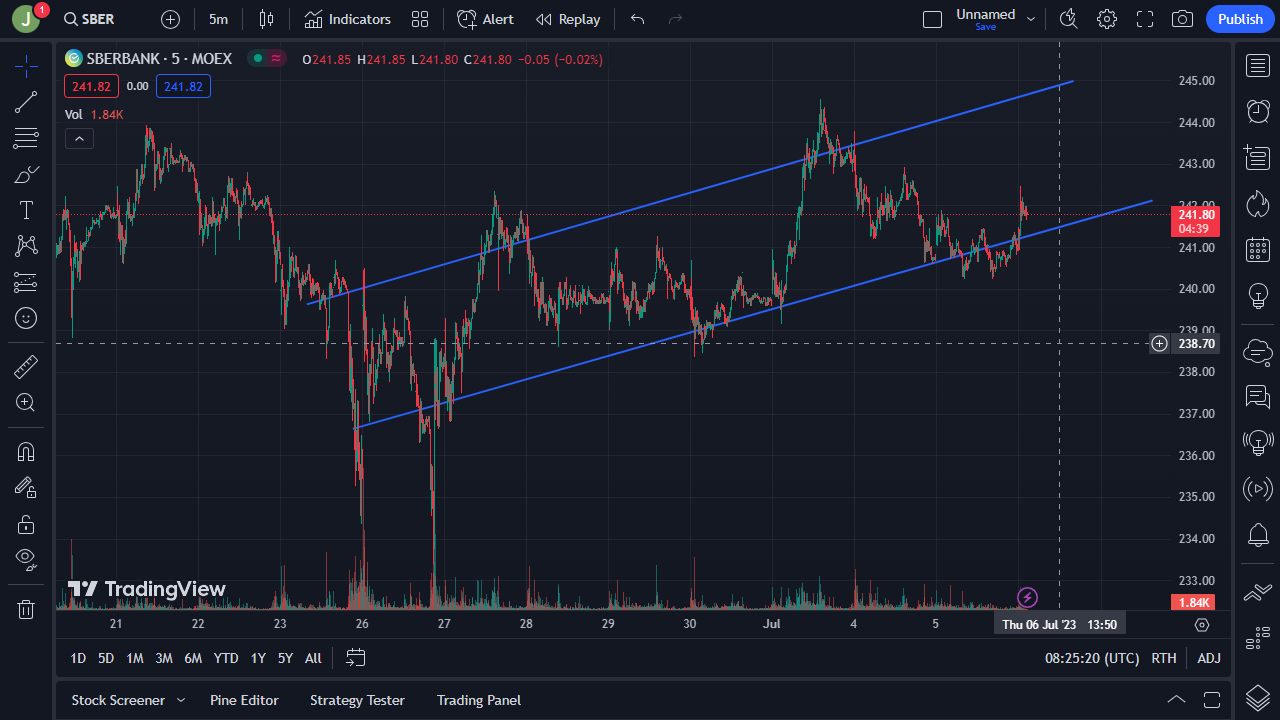 J 1 SBER 5m Indicators Alert Replay Unnamed Save Publish
SBERBANK · 5 · MOEX O241.85 H241.85 L241.80 C241.80 −0.05 (−0.02%)
241.82 0.00 241.82
Vol 1.84K
245.00
244.00
243.00
242.00
241.80
04:39
241.00
240.00
239.00
238.70
238.00
237.00
236.00
235.00
234.00
233.00
1.84K
TradingView
21 22 23 26 27 28 29 30 Jul 4 5 Thu 06 Jul '23 13:50
1D 5D 1M 3M 6M YTD 1Y 5Y All 08:25:20 (UTC) RTH ADJ
Stock Screener Pine Editor Strategy Tester Trading Panel